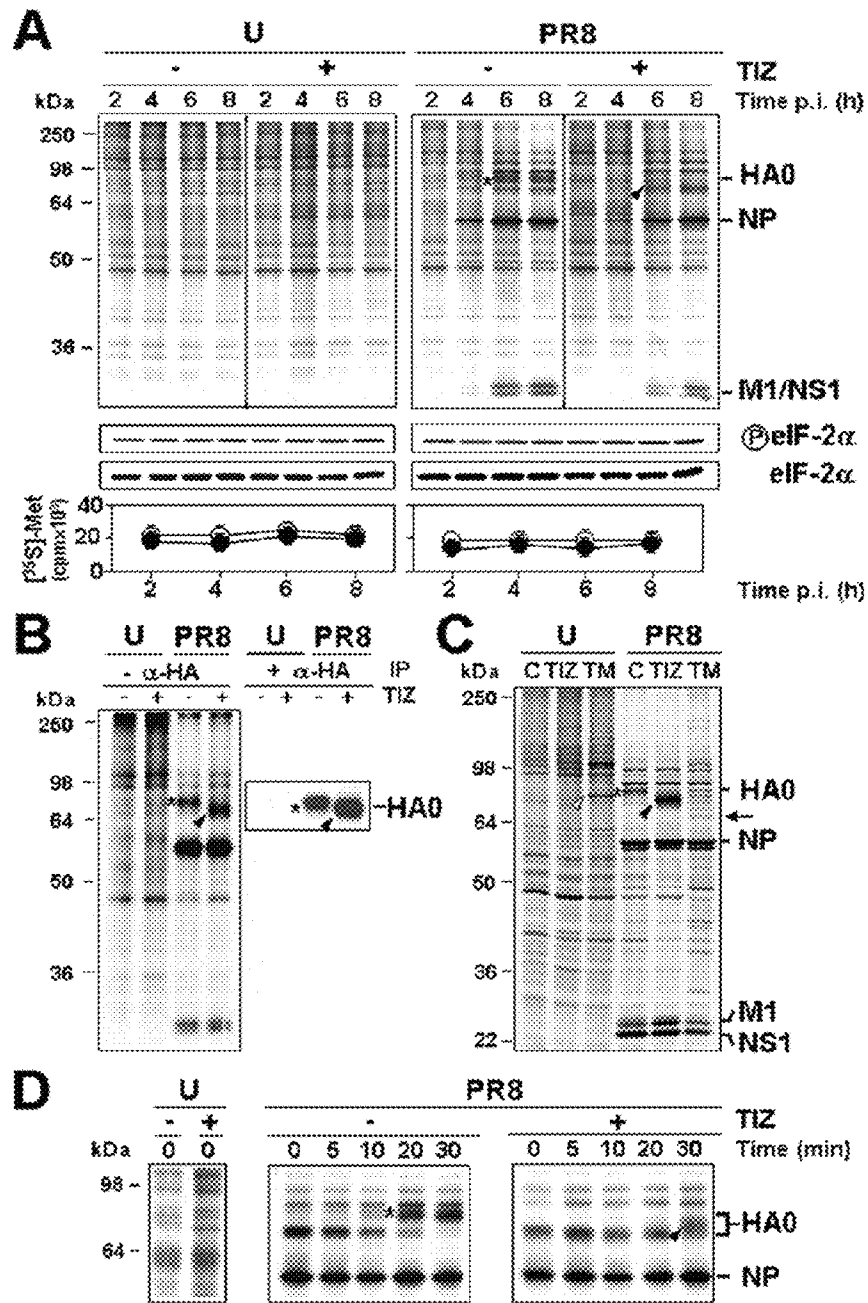 A
U PR8
- + - + TIZ
kDa 2 4 6 8 2 4 6 8 2 4 6 8 2 4 6 8 Time p.i. (h)
250
98
HA0
64
NP
50
36
M1/NS1
Ⓟ eIF-2α
eIF-2α
[³⁵S]-Met
(cpmx10³)
40
20
0
2 4 6 8 2 4 6 8 Time p.i. (h)
B
U PR8 U PR8
- α-HA + α-HA IP
kDa - + - + - + - + TIZ
260
98
*
*
HA0
64
50
36
C
U PR8
kDa C TIZ TM C TIZ TM
250
98
HA0
64
NP
50
36
M1
22
NS1
D
U PR8
- + - + TIZ
kDa 0 0 0 5 10 20 30 0 5 10 20 30 Time (min)
98
*
HA0
64
NP